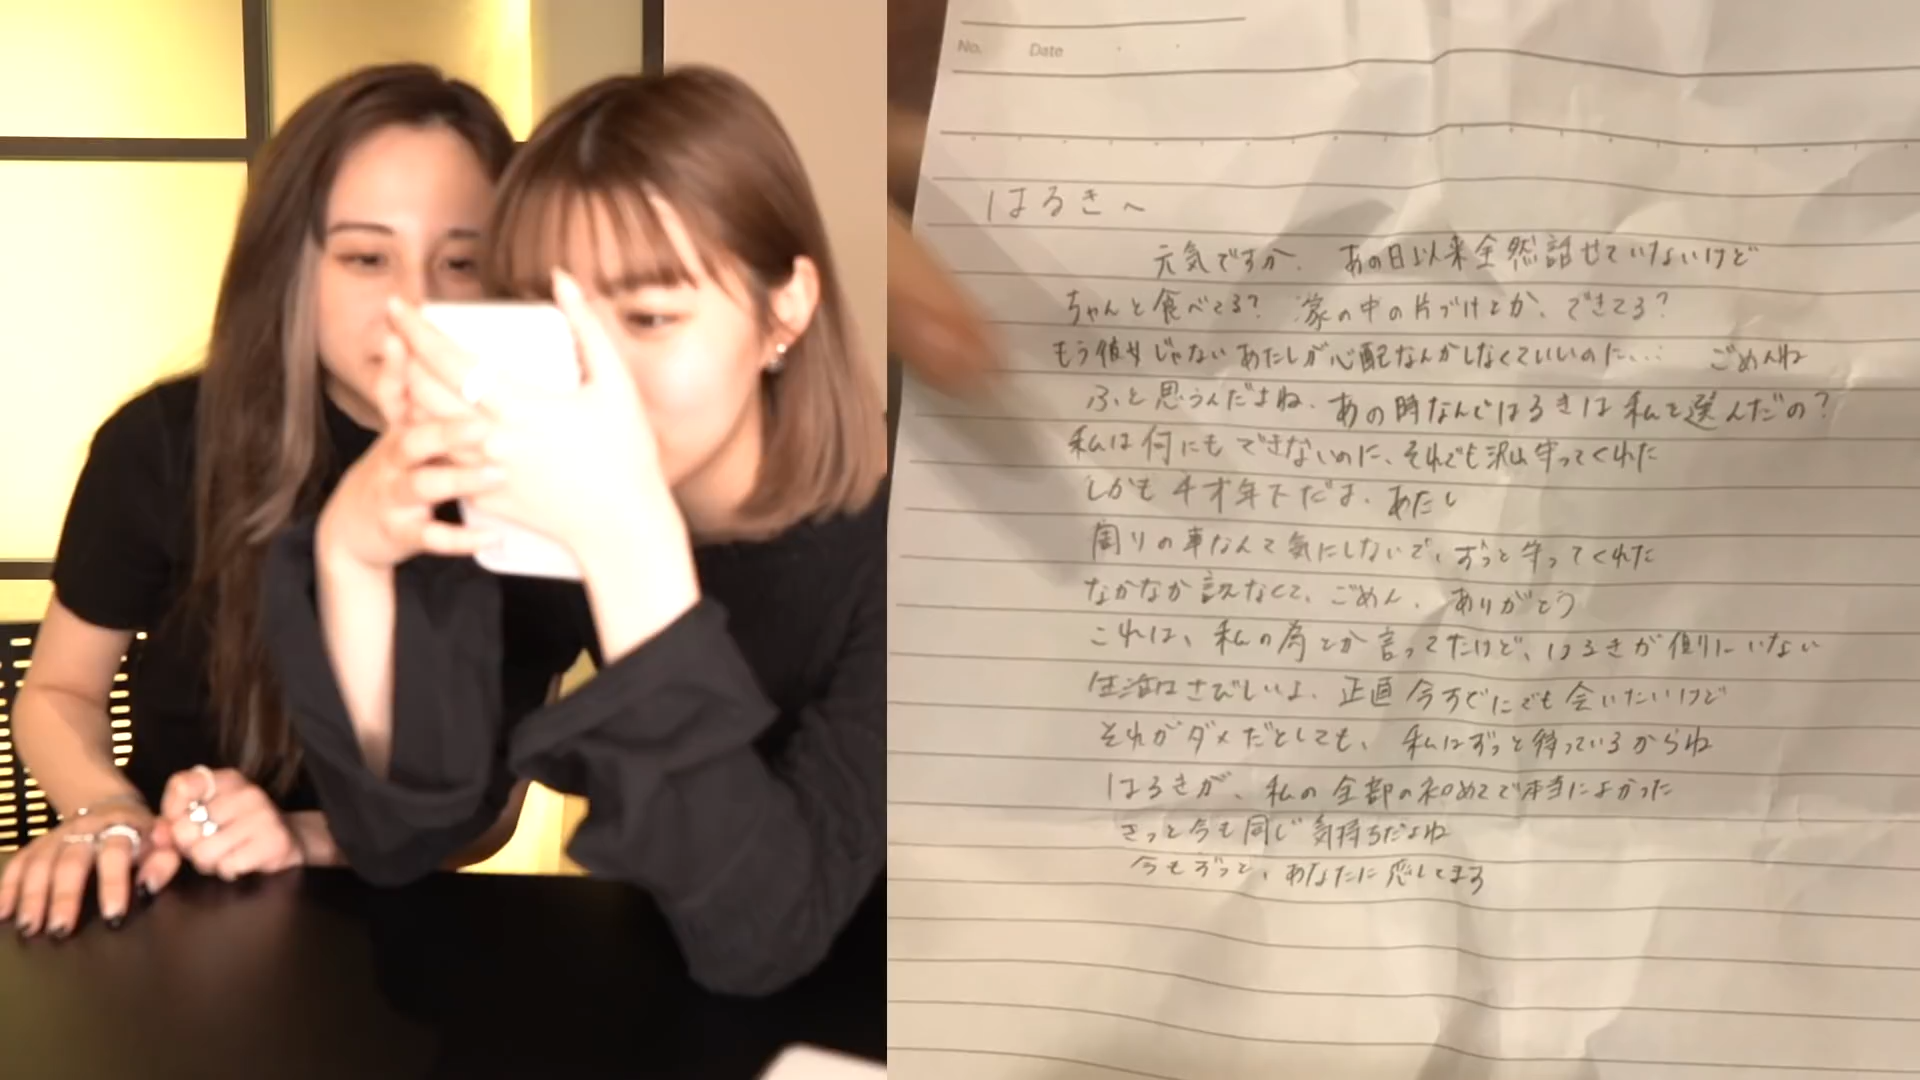 No. Date
はるきへ
元気ですか. あの日以来全然話せていないけど
ちゃんと食べてる? 家の中の片づけとか、できてる?
もう彼女じゃないあたしが心配なんかしなくていいのに... ごめんね
ふと思うんだよね. あの時なんではるきは私を選んだの?
私は何にもできないのに、それでも沢山守ってくれた
しかも4才年下だよ. あたし
周りの事なんて気にしないで、ずっと守ってくれた
なかなか言えなくて、ごめん. ありがとう
これは、私の為とか言ってたけど、はるきが側にいない
生活はさびしいよ. 正直今すぐにでも会いたいけど
それがダメだとしても、私はずっと待っているからね
はるきが、私の全部の初めてで本当によかった
きっと今も同じ気持ちだよね
今もずっと、あなたに恋してまる